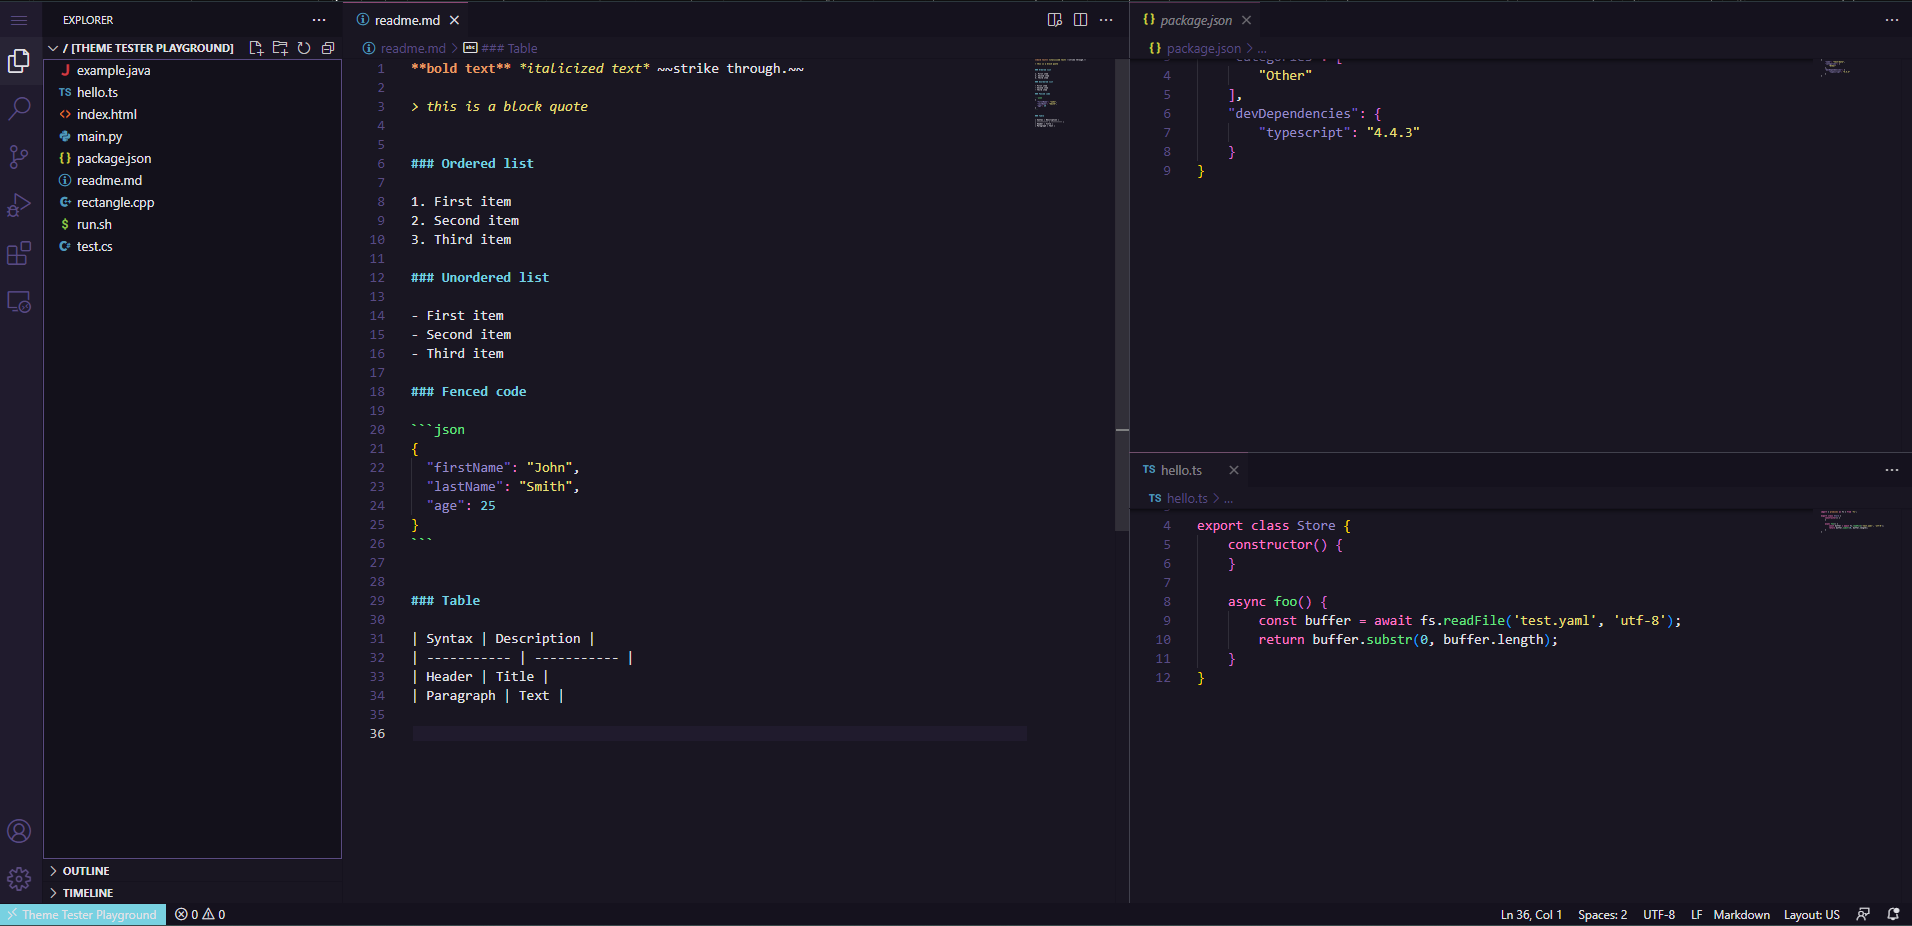 EXPLORER
/ [THEME TESTER PLAYGROUND]
example.java
TS hello.ts
index.html
main.py
package.json
readme.md
rectangle.cpp
run.sh
test.cs
OUTLINE
TIMELINE
readme.md
readme.md > ### Table
1 **bold text** *italicized text* ~~strike through.~~
2
3 > this is a block quote
4
5
6 ### Ordered list
7
8 1. First item
9 2. Second item
10 3. Third item
11
12 ### Unordered list
13
14 - First item
15 - Second item
16 - Third item
17
18 ### Fenced code
19
20 ```json
21 {
22   "firstName": "John",
23   "lastName": "Smith",
24   "age": 25
25 }
26 ```
27
28
29 ### Table
30
31 | Syntax | Description |
32 | ----------- | ----------- |
33 | Header | Title |
34 | Paragraph | Text |
35
36
{} package.json
{} package.json > ...
4         "Other"
5     ],
6     "devDependencies": {
7         "typescript": "4.4.3"
8     }
9 }
TS hello.ts
TS hello.ts > ...
4 export class Store {
5     constructor() {
6     }
7
8     async foo() {
9         const buffer = await fs.readFile('test.yaml', 'utf-8');
10         return buffer.substr(0, buffer.length);
11     }
12 }
Theme Tester Playground 0 0 Ln 36, Col 1 Spaces: 2 UTF-8 LF Markdown Layout: US